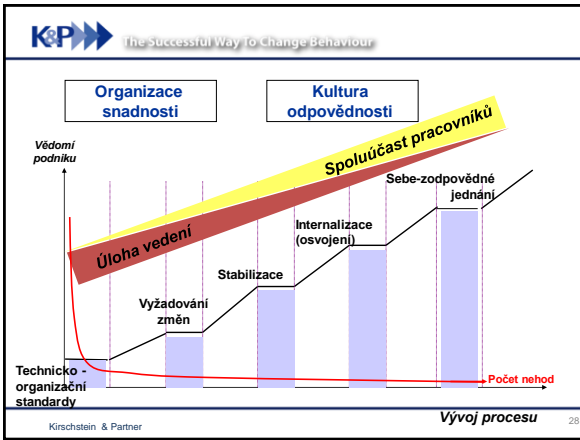 K&P The Successful Way To Change Behaviour
Organizace
snadnosti
Kultura
odpovědnosti
Vědomí
podniku
Spoluúčast pracovníků
Úloha vedení
Sebe-zodpovědné
jednání
Internalizace
(osvojení)
Stabilizace
Vyžadování
změn
Technicko -
organizační
standardy
Počet nehod
Vývoj procesu
Kirschstein & Partner
28